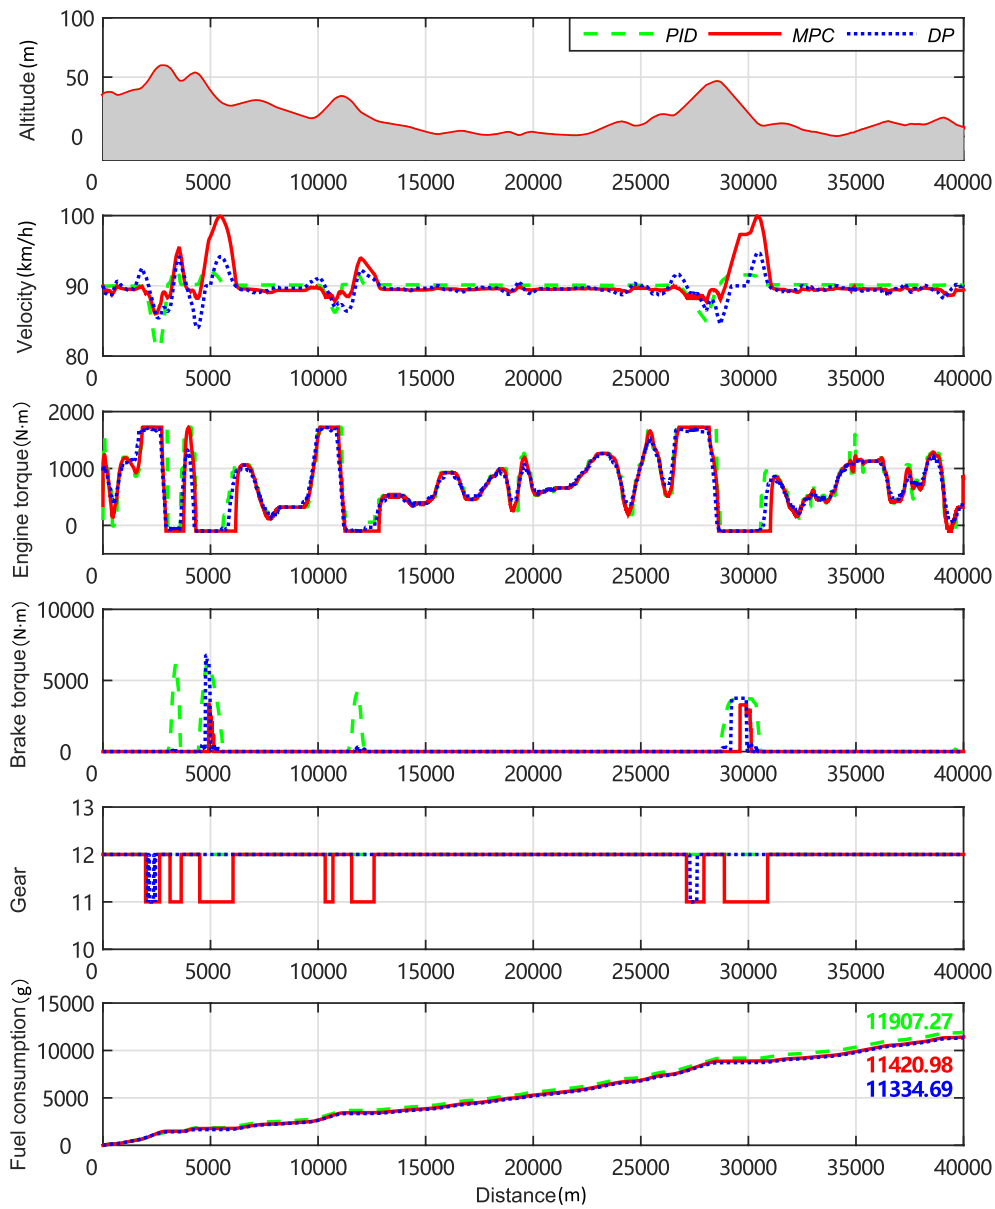 100
PID MPC DP
50
0
Altitude(m)
0 5000 10000 15000 20000 25000 30000 35000 40000
100
90
80
Velocity(km/h)
0 5000 10000 15000 20000 25000 30000 35000 40000
2000
1000
0
Engine torque(N·m)
0 5000 10000 15000 20000 25000 30000 35000 40000
10000
5000
0
Brake torque(N·m)
0 5000 10000 15000 20000 25000 30000 35000 40000
13
12
11
10
Gear
0 5000 10000 15000 20000 25000 30000 35000 40000
15000
10000
5000
0
Fuel consumption(g)
11907.27
11420.98
11334.69
0 5000 10000 15000 20000 25000 30000 35000 40000
Distance(m)